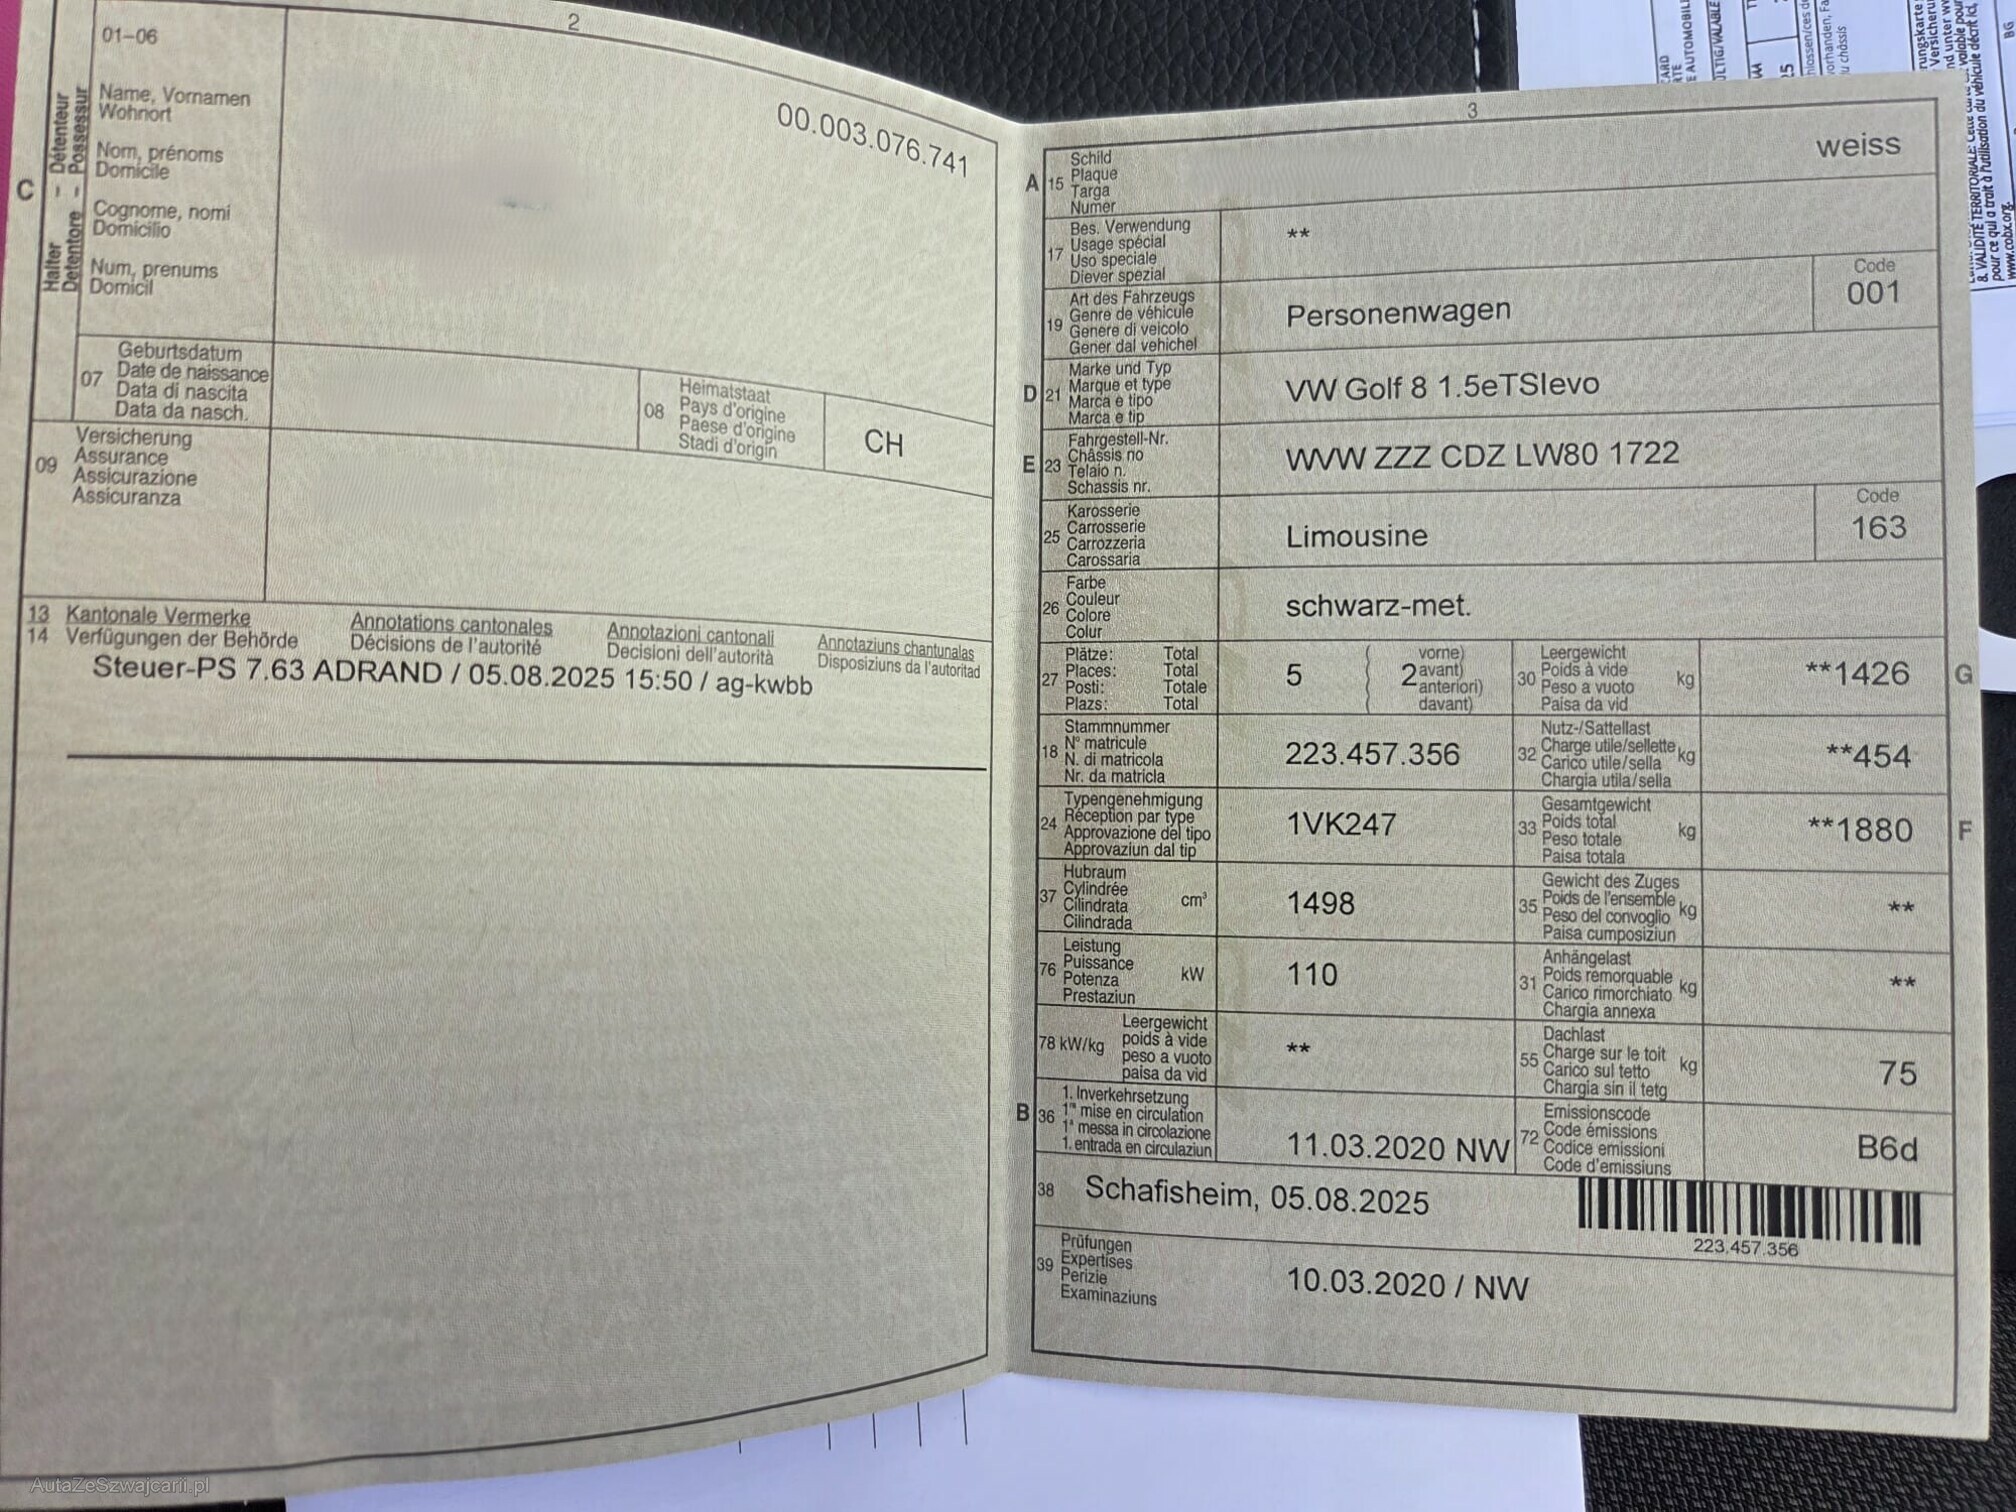 2
01-06
Halter - Détenteur
Detentore - Possessur
C
Name, Vornamen
Wohnort
Nom, prénoms
Domicile
Cognome, nomi
Domicilio
Num, prenums
Domicil
00.003.076.741
07
Geburtsdatum
Date de naissance
Data di nascita
Data da nasch.
08
Heimatstaat
Pays d'origine
Paese d'origine
Stadi d'origin
CH
09
Versicherung
Assurance
Assicurazione
Assicuranza
13 Kantonale Vermerke Annotations cantonales Annotazioni cantonali Annotaziuns chantunalas
14 Verfügungen der Behörde Décisions de l'autorité Decisioni dell'autorità Disposiziuns da l'autoritad
Steuer-PS 7.63 ADRAND / 05.08.2025 15:50 / ag-kwbb
3
A 15
Schild
Plaque
Targa
Numer
weiss
17
Bes. Verwendung
Usage spécial
Uso speciale
Diever spezial
**
19
Art des Fahrzeugs
Genre de véhicule
Genere di veicolo
Gener dal vehichel
Personenwagen
Code
001
D 21
Marke und Typ
Marque et type
Marca e tipo
Marca e tip
VW Golf 8 1.5eTSIevo
E 23
Fahrgestell-Nr.
Châssis no
Telaio n.
Schassis nr.
WVW ZZZ CDZ LW80 1722
25
Karosserie
Carrosserie
Carrozzeria
Carossaria
Limousine
Code
163
26
Farbe
Couleur
Colore
Colur
schwarz-met.
27
Plätze: Total
Places: Total
Posti: Totale
Plazs: Total
5
( vorne)
2 avant)
anteriori)
davant)
30
Leergewicht
Poids à vide
Peso a vuoto
Paisa da vid
kg
**1426
G
18
Stammnummer
N° matricule
N. di matricola
Nr. da matricla
223.457.356
32
Nutz-/Sattellast
Charge utile/sellette
Carico utile/sella
Chargia utila/sella
kg
**454
24
Typengenehmigung
Réception par type
Approvazione del tipo
Approvaziun dal tip
1VK247
33
Gesamtgewicht
Poids total
Peso totale
Paisa totala
kg
**1880
F
37
Hubraum
Cylindrée
Cilindrata
Cilindrada
cm³
1498
35
Gewicht des Zuges
Poids de l'ensemble
Peso del convoglio
Paisa cumposiziun
kg
**
76
Leistung
Puissance
Potenza
Prestaziun
kW
110
31
Anhängelast
Poids remorquable
Carico rimorchiato
Chargia annexa
kg
**
78 kW/kg
Leergewicht
poids à vide
peso a vuoto
paisa da vid
**
55
Dachlast
Charge sur le toit
Carico sul tetto
Chargia sin il tetg
kg
75
B 36
1. Inverkehrsetzung
1re mise en circulation
1a messa in circolazione
1. entrada en circulaziun
11.03.2020 NW
72
Emissionscode
Code émissions
Codice emissioni
Code d'emissiuns
B6d
38
Schafisheim, 05.08.2025
223.457.356
39
Prüfungen
Expertises
Perizie
Examinaziuns
10.03.2020 / NW
AutaZeSzwajcarii.pl